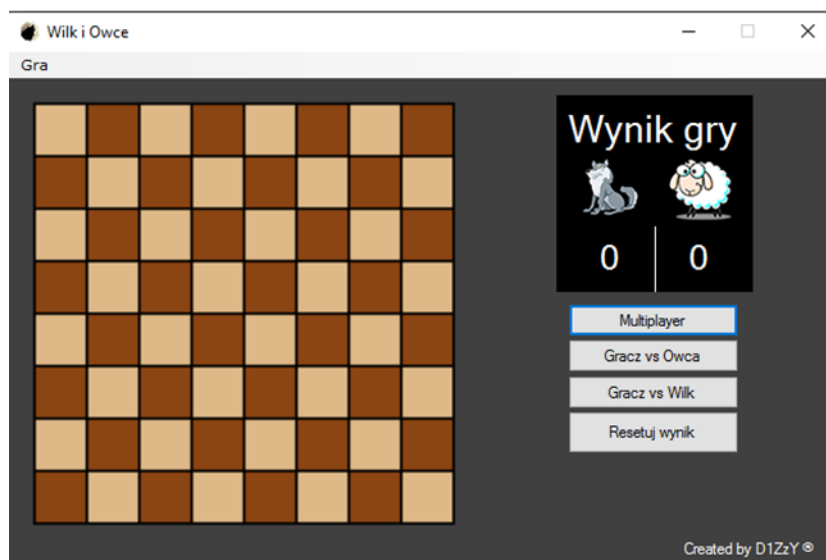 Wilk i Owce
Gra
Wynik gry
0 0
Multiplayer
Gracz vs Owca
Gracz vs Wilk
Resetuj wynik
Created by D1ZzY ®